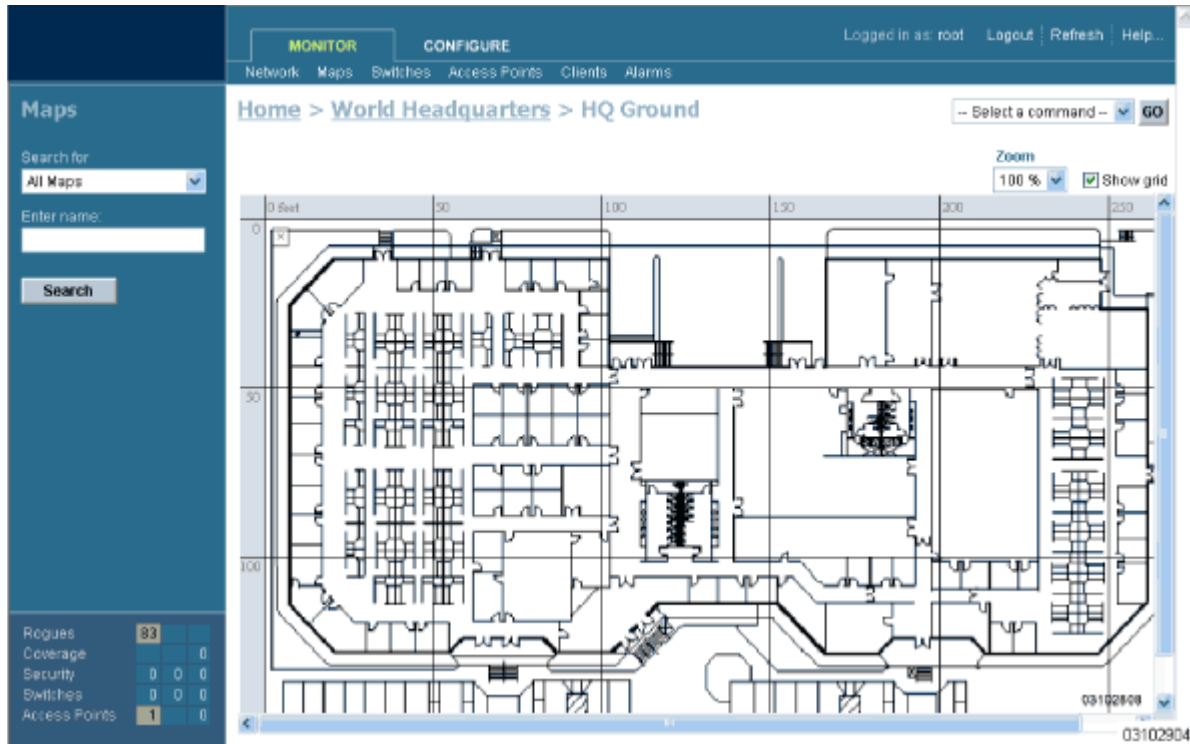 MONITOR CONFIGURE
Logged in as: root Logout Refresh Help...
Network Maps Switches Access Points Clients Alarms
Maps
Home > World Headquarters > HQ Ground
-- Select a command -- GO
Search for
All Maps
Zoom
100 % Show grid
Enter name:
Search
0 feet 50 100 150 200 250
0
50
100
Rogues 83
Coverage 0
Security 0 0 0
Switches 0 0 0
Access Points 1 0
03102808
03102904